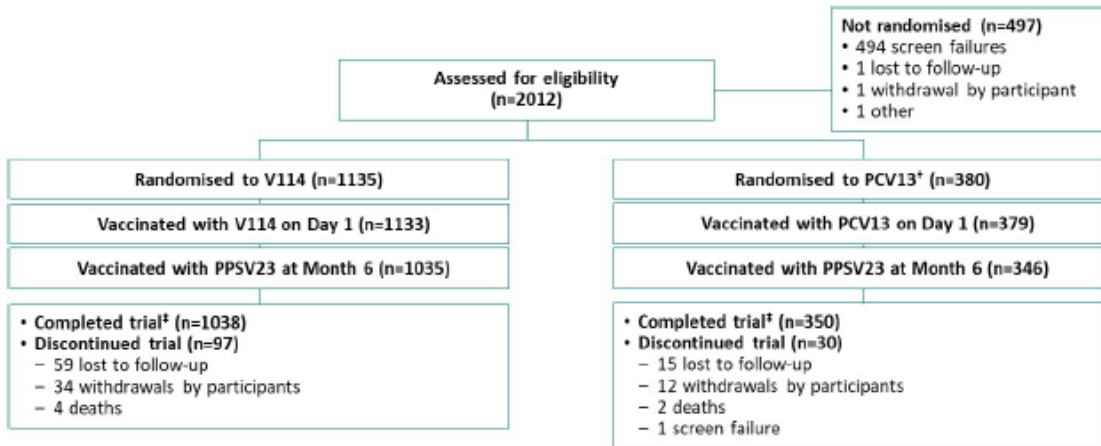 Not randomised (n=497)
• 494 screen failures
• 1 lost to follow-up
• 1 withdrawal by participant
• 1 other
Assessed for eligibility
(n=2012)
Randomised to V114 (n=1135)
Vaccinated with V114 on Day 1 (n=1133)
Vaccinated with PPSV23 at Month 6 (n=1035)
• Completed trial‡ (n=1038)
• Discontinued trial (n=97)
– 59 lost to follow-up
– 34 withdrawals by participants
– 4 deaths
Randomised to PCV13† (n=380)
Vaccinated with PCV13 on Day 1 (n=379)
Vaccinated with PPSV23 at Month 6 (n=346)
• Completed trial‡ (n=350)
• Discontinued trial (n=30)
– 15 lost to follow-up
– 12 withdrawals by participants
– 2 deaths
– 1 screen failure